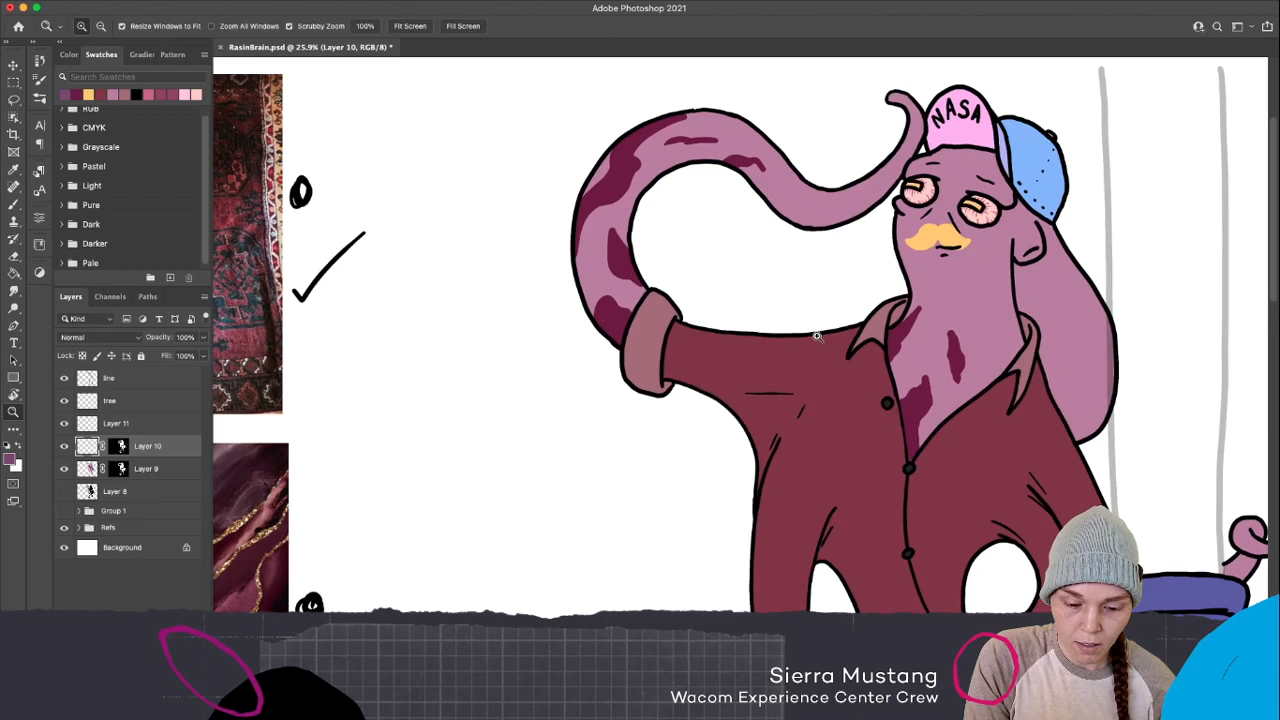 Adobe Photoshop 2021
Resize Windows to Fit
Zoom All Windows
Scrubby Zoom
100%
Fit Screen
Fill Screen
RasinBrain.psd @ 25.9% (Layer 10, RGB/8) *
Color
Swatches
Gradier
Pattern
Search Swatches
RGB
CMYK
Grayscale
Pastel
Light
Pure
Dark
Darker
Pale
Layers
Channels
Paths
Kind
Normal
Opacity: 100%
Lock:
Fill: 100%
line
tree
Layer 11
Layer 10
Layer 9
Layer 8
Group 1
Refs
Background
NASA
Sierra Mustang
Wacom Experience Center Crew